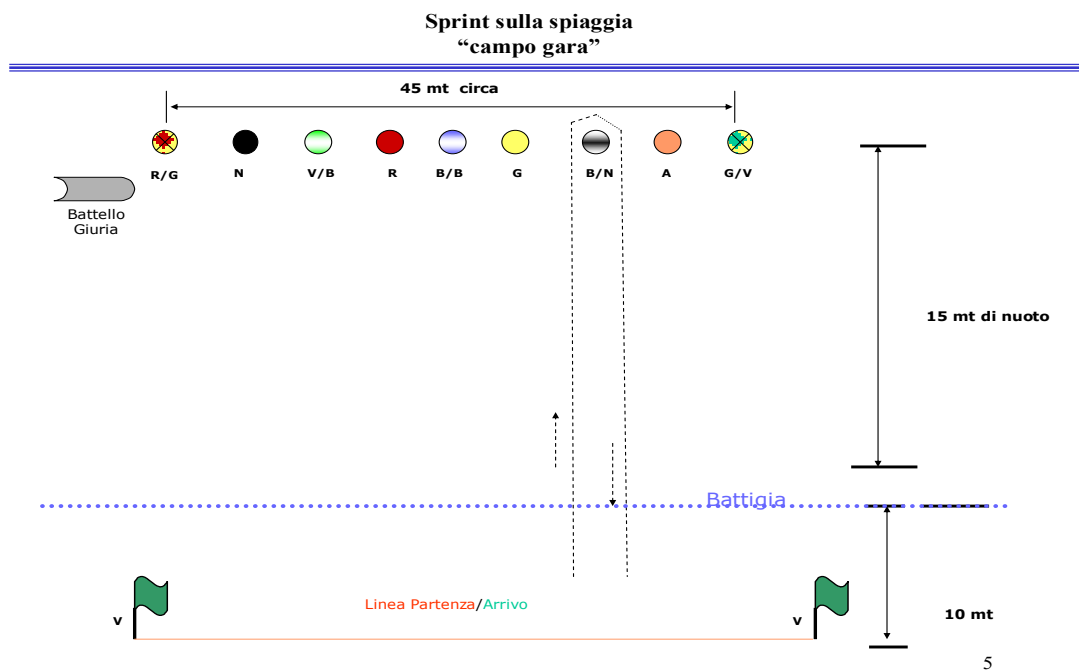 Sprint sulla spiaggia
“campo gara”
45 mt circa
R/G N V/B R B/B G B/N A G/V
Battello
Giuria
15 mt di nuoto
Battigia
Linea Partenza/Arrivo
V V
10 mt
5